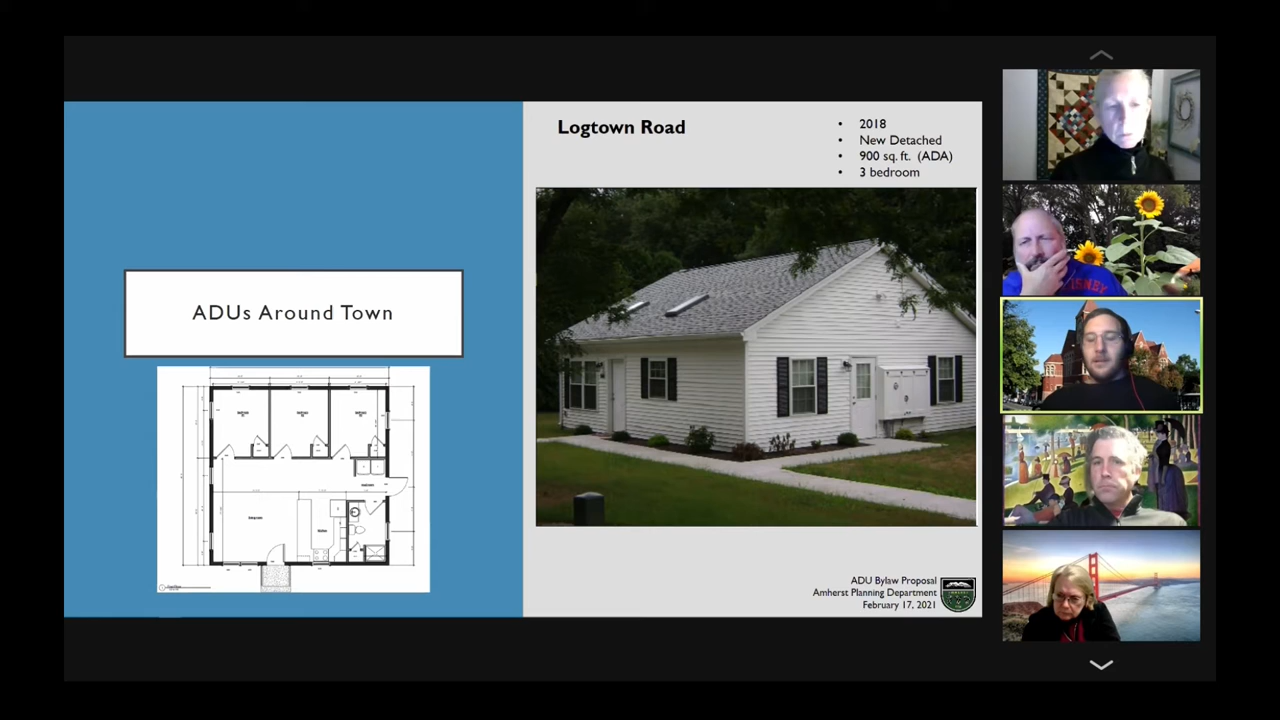 Logtown Road
• 2018
• New Detached
• 900 sq. ft. (ADA)
• 3 bedroom
ADUs Around Town
ADU Bylaw Proposal
Amherst Planning Department
February 17, 2021